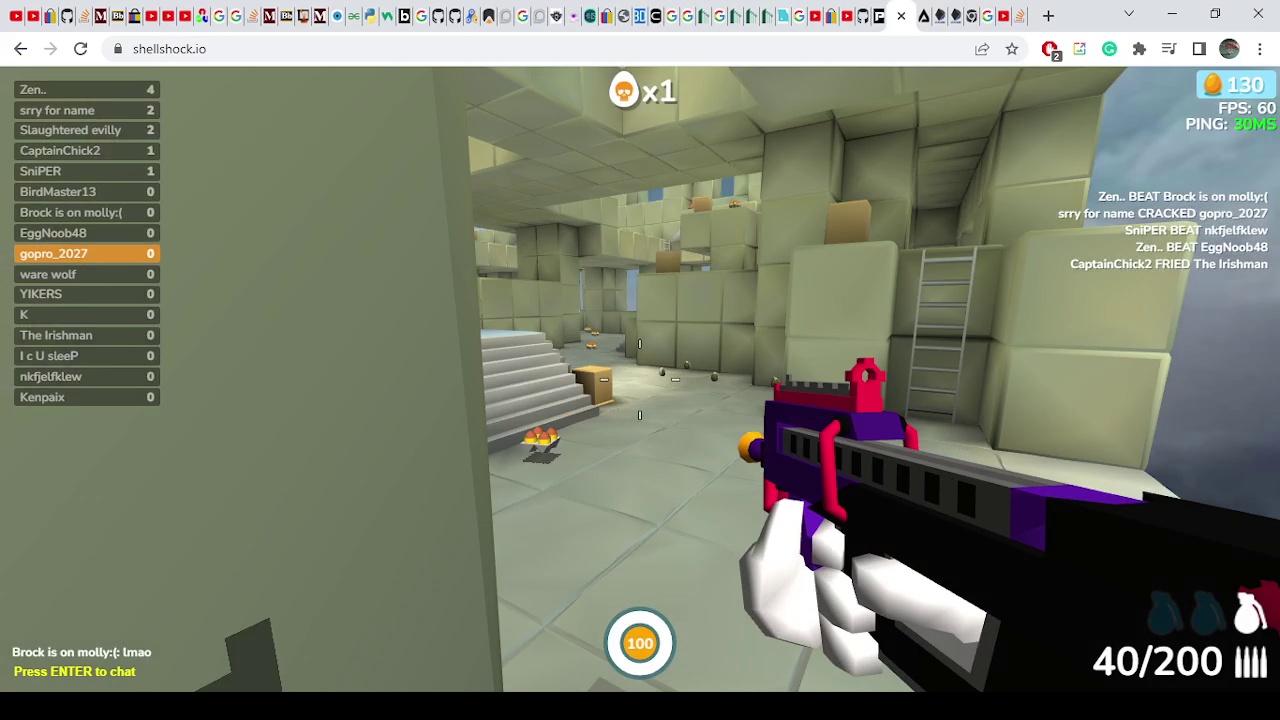 shellshock.io
2
Zen.. 4
srry for name 2
Slaughtered evilly 2
CaptainChick2 1
SniPER 1
BirdMaster13 0
Brock is on molly:( 0
EggNoob48 0
gopro_2027 0
ware wolf 0
YIKERS 0
K 0
The Irishman 0
I c U sleeP 0
nkfjelfklew 0
Kenpaix 0
x1
130
FPS: 60
PING: 30MS
Zen.. BEAT Brock is on molly:(
srry for name CRACKED gopro_2027
SniPER BEAT nkfjelfklew
Zen.. BEAT EggNoob48
CaptainChick2 FRIED The Irishman
Brock is on molly:(: lmao
Press ENTER to chat
100
40/200